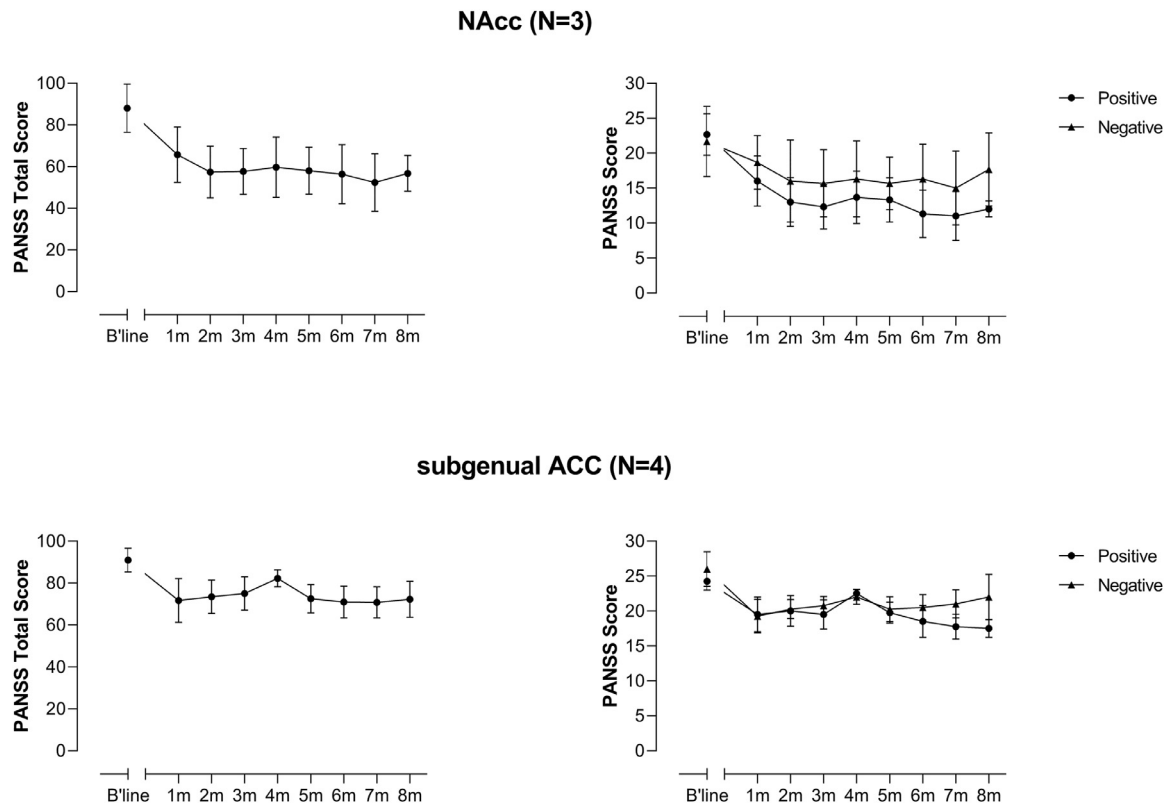 NAcc (N=3)
PANSS Total Score
100
80
60
40
20
0
B'line 1m 2m 3m 4m 5m 6m 7m 8m
PANSS Score
30
25
20
15
10
5
0
B'line 1m 2m 3m 4m 5m 6m 7m 8m
Positive
Negative
subgenual ACC (N=4)
PANSS Total Score
100
80
60
40
20
0
B'line 1m 2m 3m 4m 5m 6m 7m 8m
PANSS Score
30
25
20
15
10
5
0
B'line 1m 2m 3m 4m 5m 6m 7m 8m
Positive
Negative